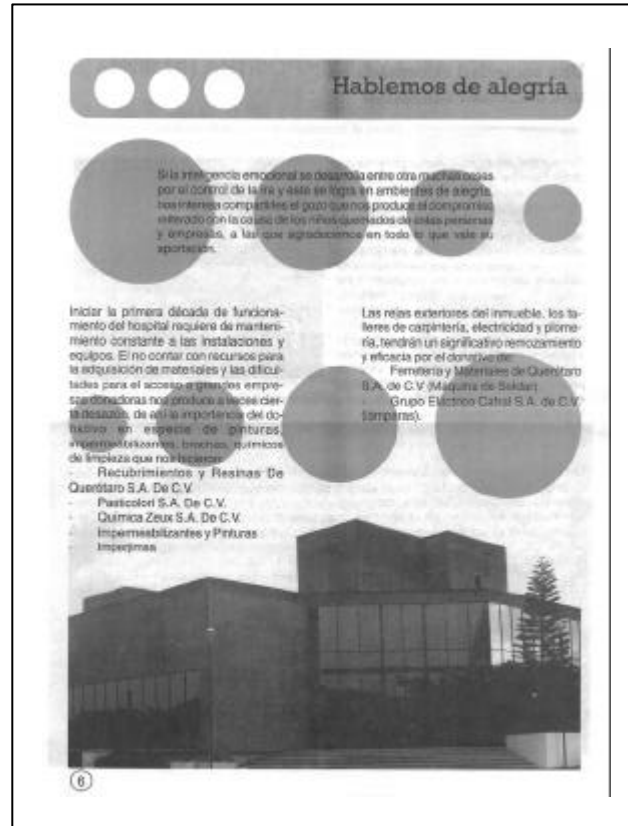 Hablemos de alegría
Si la inteligencia emocional se desarrolla entre otra muchas cosas
por el control de la ira y este se logra en ambientes de alegría,
nos interesa compartirles el gozo que nos produce el compromiso
reiterado con la causa de los niños quemados de estas personas
y empresas, a las que agradecemos en todo lo que vale su
aportación.
Iniciar la primera década de funciona-
miento del hospital requiere de manteni-
miento constante a las instalaciones y
equipos. El no contar con recursos para
la adquisición de materiales y las dificul-
tades para el acceso a grandes empre-
sas donadoras nos produce a veces cier-
ta desazón, de ahí la importancia del do-
nativo en especie de pinturas,
impermeabilizantes, brochas, químicos
de limpieza que nos hicieron:
- Recubrimientos y Resinas De
Querétaro S.A. De C.V.
- Pasticolori S.A. De C.V.
- Química Zeux S.A. De C.V.
- Impermeabilizantes y Pinturas
- Imperjimsa
Las rejas exteriores del inmueble, los ta-
lleres de carpintería, electricidad y plome-
ría, tendrán un significativo remozamiento
y eficacia por el donativo de:
Ferretería y Materiales de Querétaro
S.A. de C.V (Maquina de Soldar)
Grupo Eléctrico Cafral S.A. de C.V.
(lámparas).
6